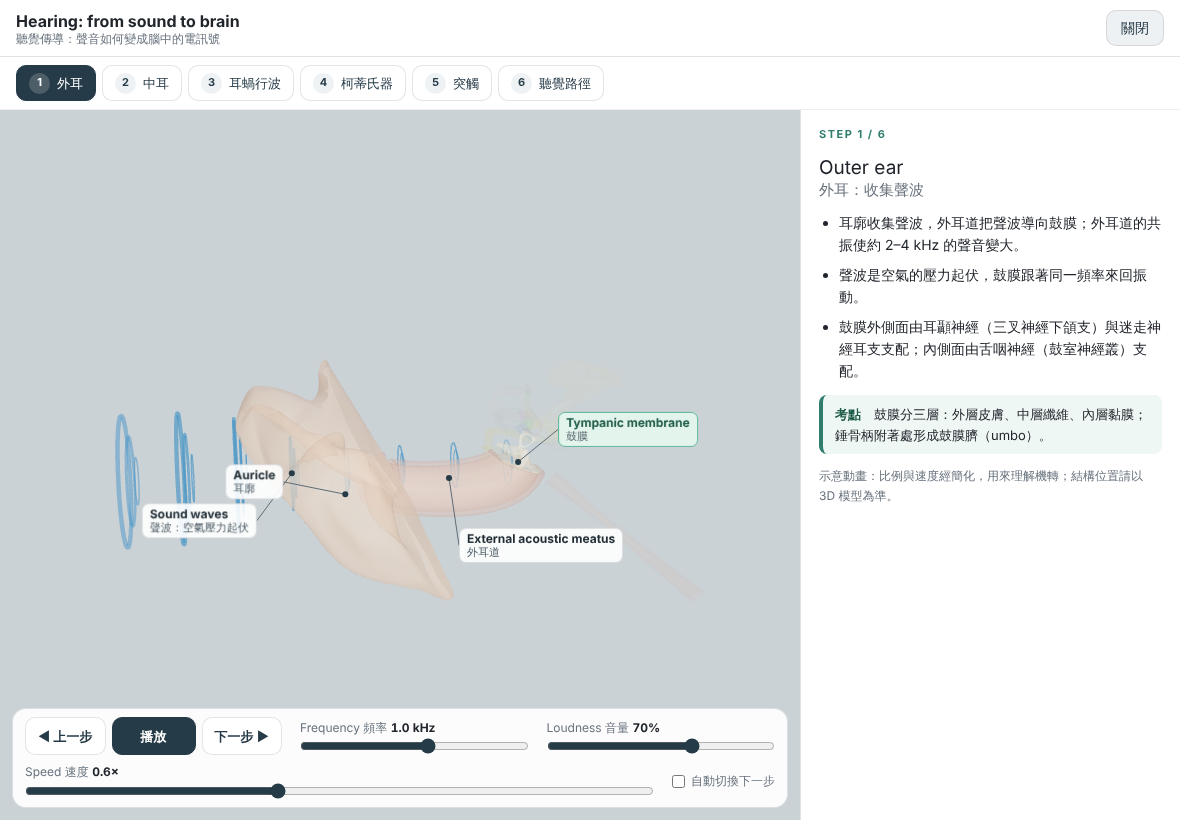 Hearing: from sound to brain
聽覺傳導：聲音如何變成腦中的電訊號
關閉
1 外耳
2 中耳
3 耳蝸行波
4 柯蒂氏器
5 突觸
6 聽覺路徑
Tympanic membrane
鼓膜
Auricle
耳廓
Sound waves
聲波：空氣壓力起伏
External acoustic meatus
外耳道
STEP 1 / 6
Outer ear
外耳：收集聲波
耳廓收集聲波，外耳道把聲波導向鼓膜；外耳道的共
振使約 2–4 kHz 的聲音變大。
聲波是空氣的壓力起伏，鼓膜跟著同一頻率來回振
動。
鼓膜外側面由耳顳神經（三叉神經下頜支）與迷走神
經耳支支配；內側面由舌咽神經（鼓室神經叢）支
配。
考點 鼓膜分三層：外層皮膚、中層纖維、內層黏膜；
錘骨柄附著處形成鼓膜臍（umbo）。
示意動畫：比例與速度經簡化，用來理解機轉；結構位置請以
3D 模型為準。
◀ 上一步
播放
下一步 ▶
Frequency 頻率 1.0 kHz
Loudness 音量 70%
Speed 速度 0.6×
自動切換下一步